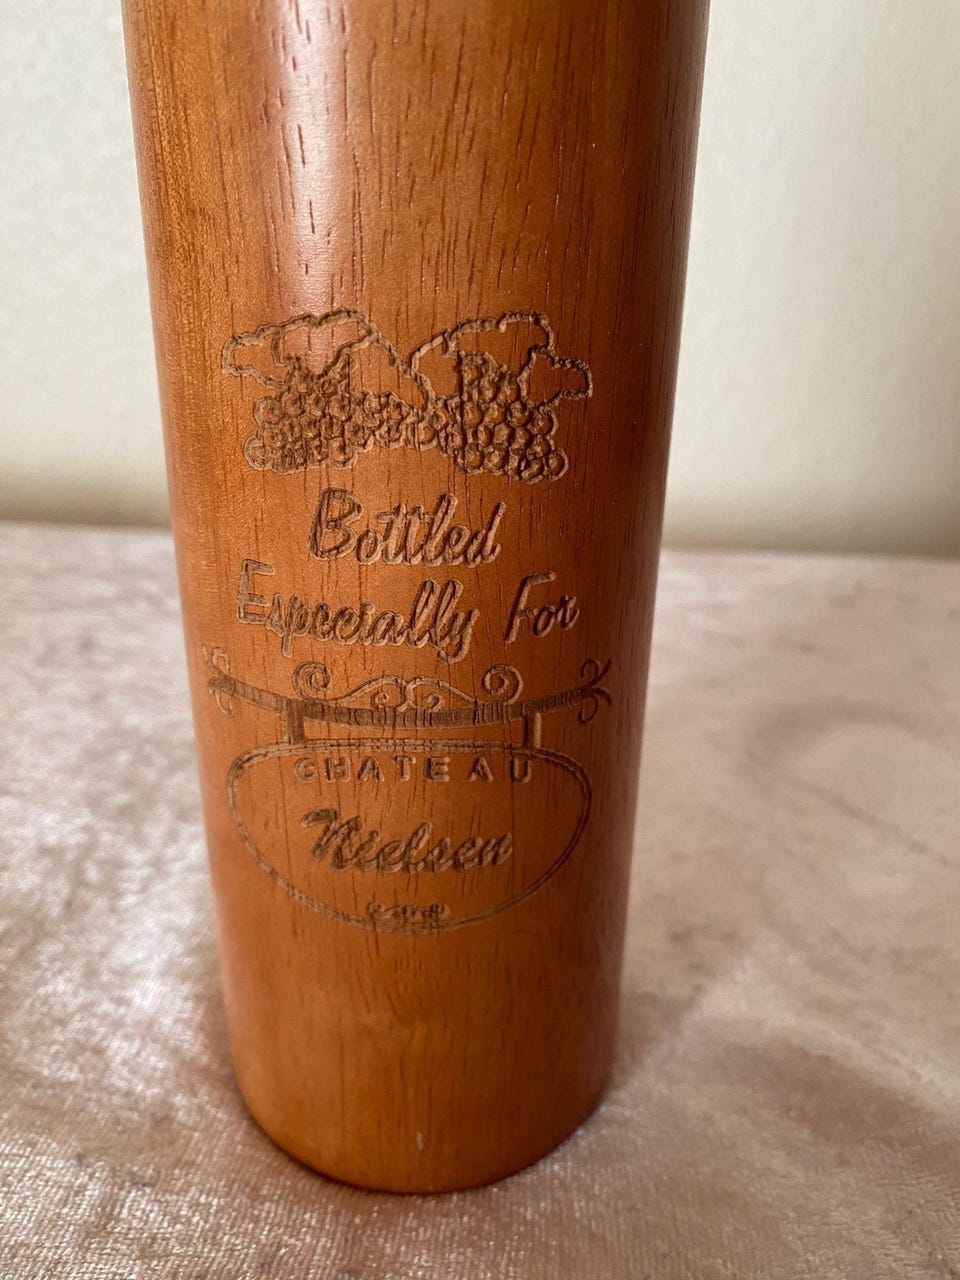 Bottled
Especially For
CHATEAU
Nielsen